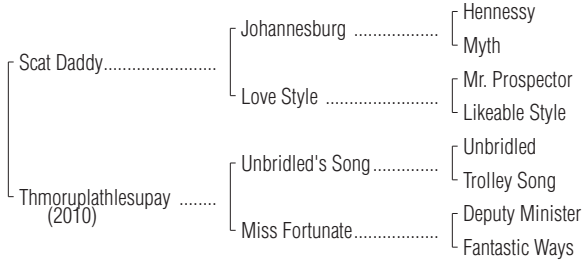 Hennessy
Johannesburg ..................
Myth
Scat Daddy........................
Mr. Prospector
Love Style ........................
Likeable Style
Unbridled
Unbridled's Song.................
Trolley Song
Thmoruplathlesupay ........
(2010)
Deputy Minister
Miss Fortunate..................
Fantastic Ways